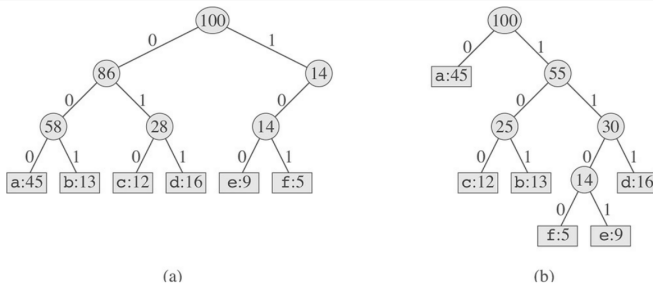 100 100
0 1 0 1
86 14 a:45 55
0 1 0 0 1
58 28 14 25 30
0 1 0 1 0 1 0 1 0 1
a:45 b:13 c:12 d:16 e:9 f:5 c:12 b:13 14 d:16
0 1
f:5 e:9
(a) (b)